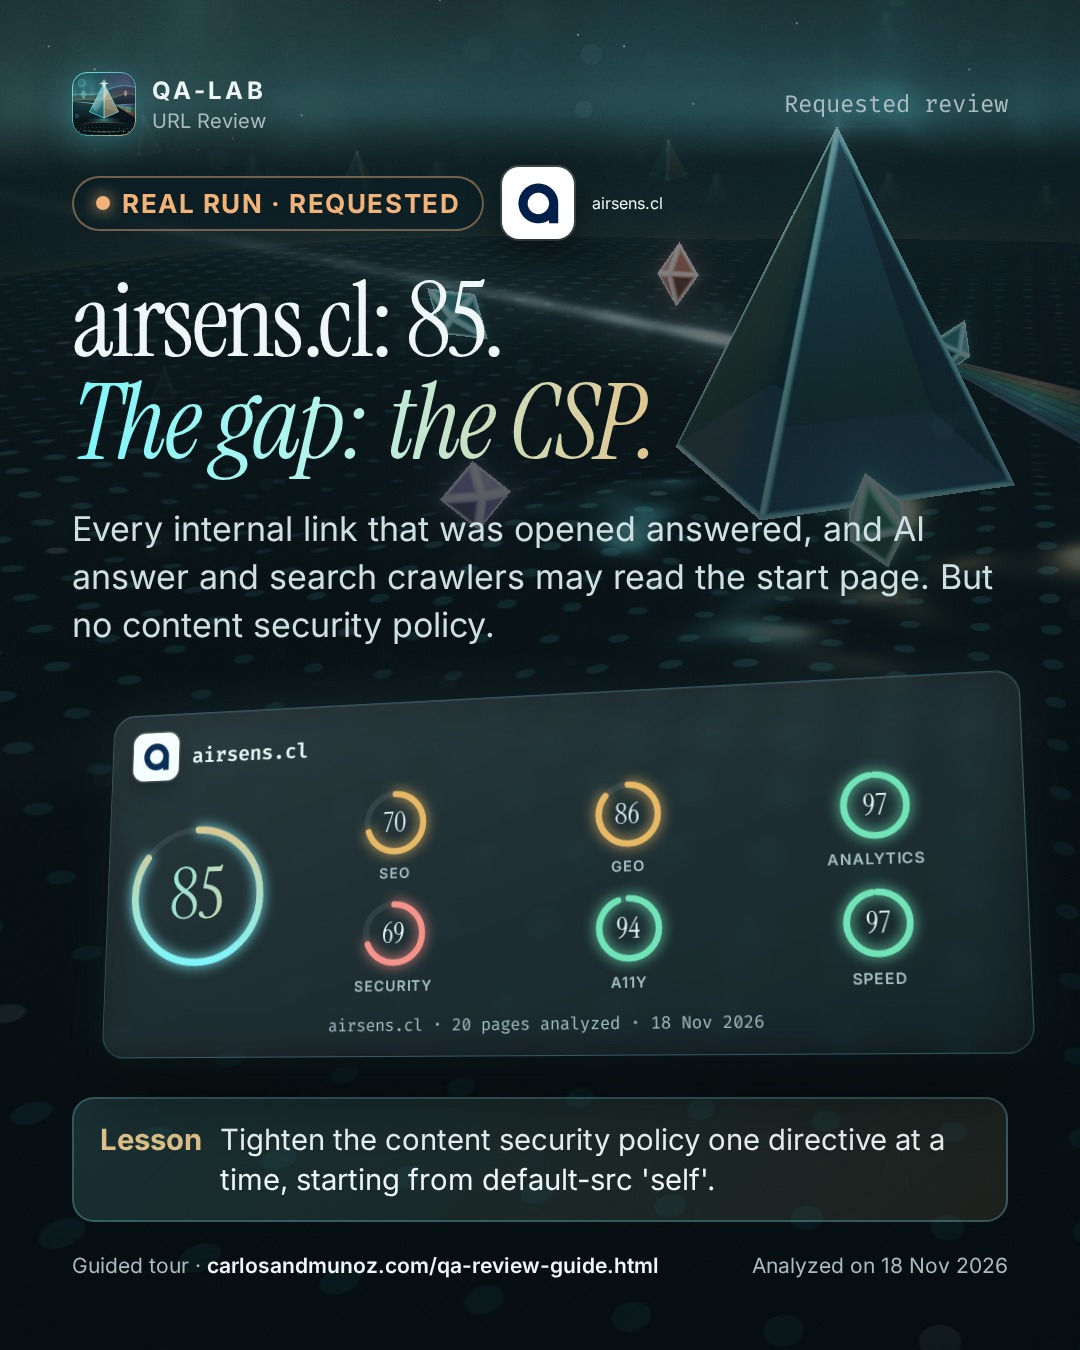 QA-LAB
URL Review
Requested review
REAL RUN · REQUESTED
airsens.cl
airsens.cl: 85.
The gap: the CSP.
Every internal link that was opened answered, and AI
answer and search crawlers may read the start page. But
no content security policy.
airsens.cl
85
70
SEO
86
GEO
97
ANALYTICS
69
SECURITY
94
A11Y
97
SPEED
airsens.cl · 20 pages analyzed · 18 Nov 2026
Lesson Tighten the content security policy one directive at a
time, starting from default-src 'self'.
Guided tour · carlosandmunoz.com/qa-review-guide.html
Analyzed on 18 Nov 2026